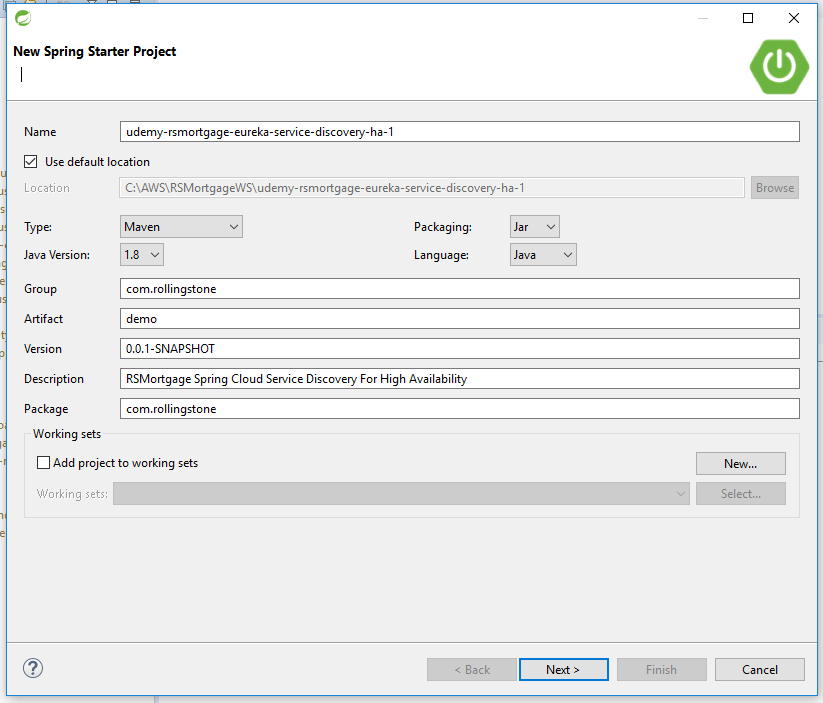 New Spring Starter Project
Name udemy-rsmortgage-eureka-service-discovery-ha-1
Use default location
Location C:\AWS\RSMortgageWS\udemy-rsmortgage-eureka-service-discovery-ha-1 Browse
Type: Maven Packaging: Jar
Java Version: 1.8 Language: Java
Group com.rollingstone
Artifact demo
Version 0.0.1-SNAPSHOT
Description RSMortgage Spring Cloud Service Discovery For High Availability
Package com.rollingstone
Working sets
Add project to working sets New...
Working sets: Select...
? < Back Next > Finish Cancel